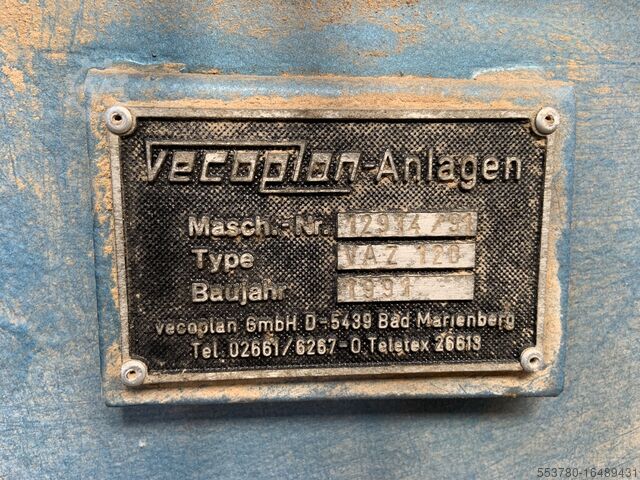 vecoplan-Anlagen
Masch.-Nr. 12914/91
Type VAZ 120
Baujahr 1991
vecoplan GmbH D-5439 Bad Marienberg
Tel. 02661/6267-0 Teletex 26613
553780-16489431